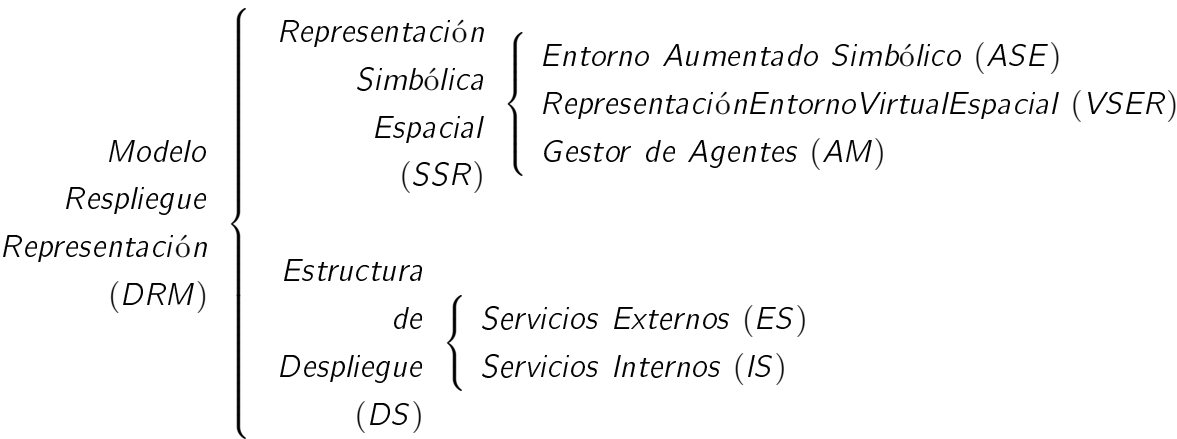 Modelo
Respliegue
Representación
(DRM)
Representación
Simbólica
Espacial
(SSR)
Entorno Aumentado Simbólico (ASE)
RepresentaciónEntornoVirtualEspacial (VSER)
Gestor de Agentes (AM)
Estructura
de
Despliegue
(DS)
Servicios Externos (ES)
Servicios Internos (IS)